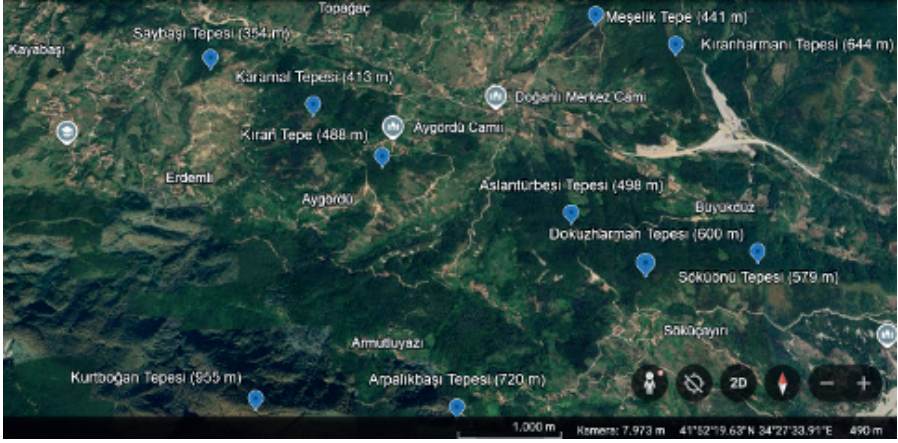 Topağaç
Meşelik Tepe (441 m)
Saybaşı Tepesi (354 m)
Kayabaşı
Kıranharmanı Tepesi (644 m)
Karamal Tepesi (413 m)
Doğanlı Merkez Cami
Kıran Tepe (488 m)
Aygördü Camii
Erdemli
Aslantürbesi Tepesi (498 m)
Aygördü
Büyükdüz
Dokuzharman Tepesi (600 m)
Söküönü Tepesi (579 m)
Söküçayırı
Armutluyazı
Kurtboğan Tepesi (955 m)
Arpalıkbaşı Tepesi (720 m)
2D
1.000 m
Kamera: 7.973 m 41°52'19.63"N 34°27'33.91"E 490 m